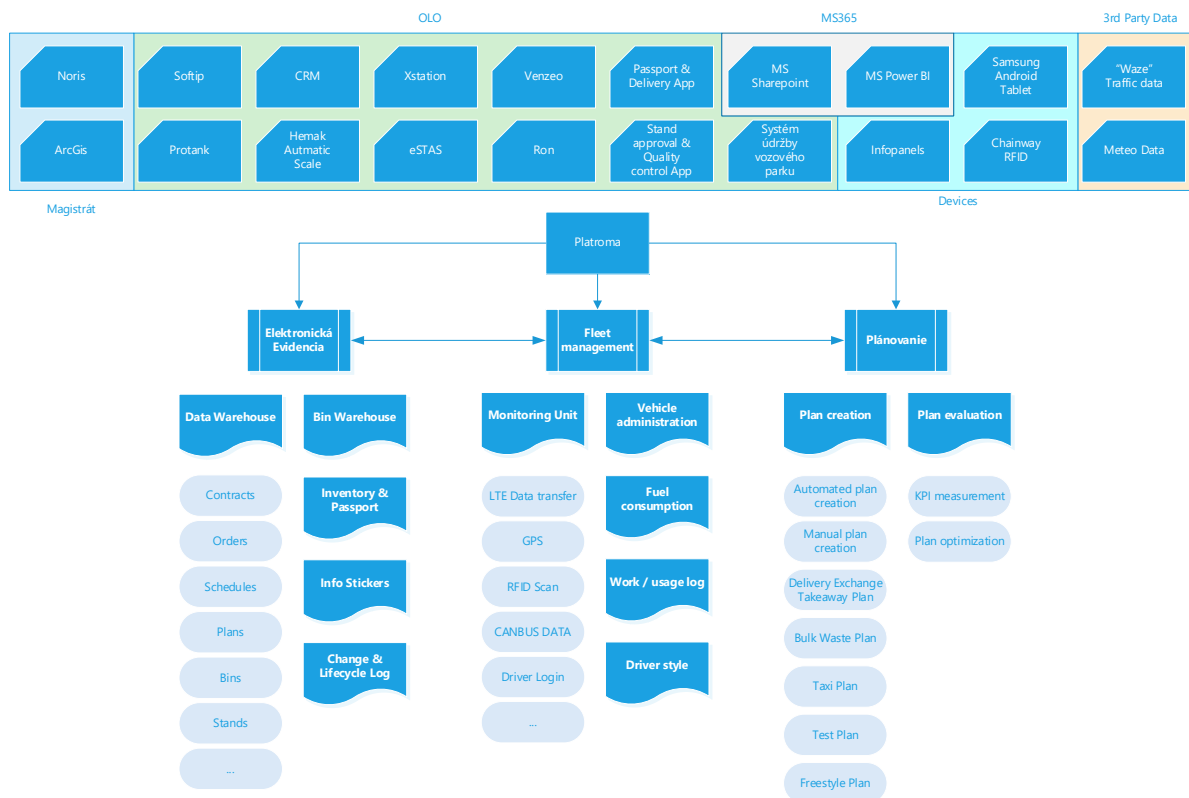 OLO
MS365
3rd Party Data
Noris
Softip
CRM
Xstation
Venzeo
Passport &
Delivery App
MS
Sharepoint
MS Power BI
Samsung
Android
Tablet
"Waze"
Traffic data
ArcGis
Protank
Hemak
Autmatic
Scale
eSTAS
Ron
Stand
approval &
Quality
control App
Systém
údržby
vozového
parku
Infopanels
Chainway
RFID
Meteo Data
Magistrát
Devices
Platroma
Elektronická
Evidencia
Fleet
management
Plánovanie
Data Warehouse
Bin Warehouse
Monitoring Unit
Vehicle
administration
Plan creation
Plan evaluation
Contracts
Orders
Schedules
Plans
Bins
Stands
...
Inventory &
Passport
Info Stickers
Change &
Lifecycle Log
LTE Data transfer
GPS
RFID Scan
CANBUS DATA
Driver Login
...
Fuel
consumption
Work / usage log
Driver style
Automated plan
creation
Manual plan
creation
Delivery Exchange
Takeaway Plan
Bulk Waste Plan
Taxi Plan
Test Plan
Freestyle Plan
KPI measurement
Plan optimization